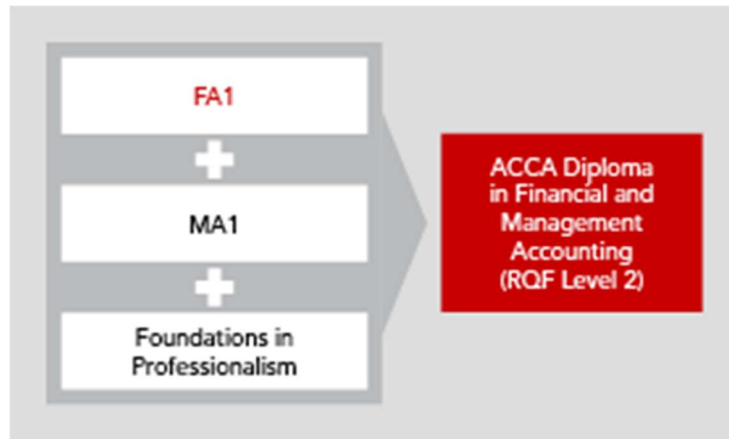 FA1
MA1
Foundations in
Professionalism
ACCA Diploma
in Financial and
Management
Accounting
(RQF Level 2)